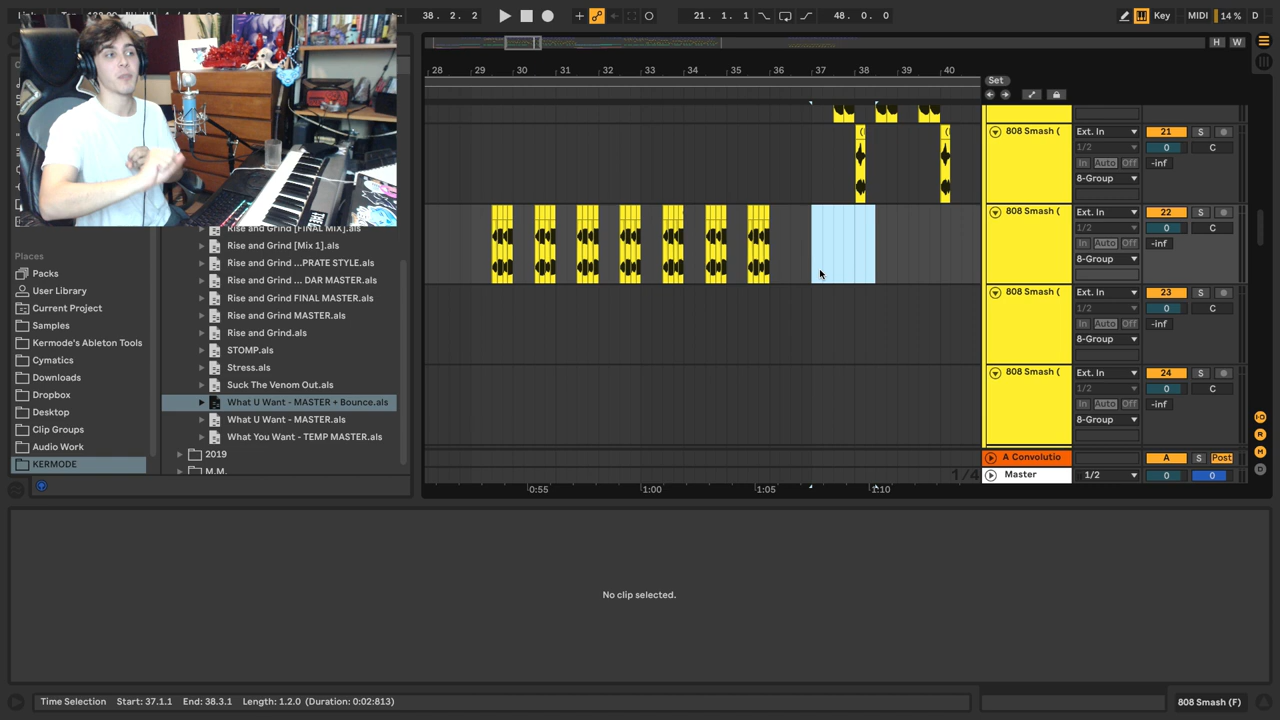 38 2. 2
21. 1. 1
48. 0. 0
Key
MIDI
14 %
D
H W
28 29 30 31 32 33 34 35 36 37 38 39 40
Set
808 Smash ( Ext. In 21 S
1/2 0 C
In Auto Off -inf
8-Group
808 Smash ( Ext. In 22 S
1/2 0 C
In Auto Off -inf
8-Group
808 Smash ( Ext. In 23 S
1/2 0 C
In Auto Off -inf
8-Group
808 Smash ( Ext. In 24 S
1/2 0 C
In Auto Off -inf
8-Group
A Convolutio A S Post
1/4 Master 1/2 0 0
0:55 1:00 1:05 1:10
I·O
R
M
D
Places
Packs
User Library
Current Project
Samples
Kermode's Ableton Tools
Cymatics
Downloads
Dropbox
Desktop
Clip Groups
Audio Work
KERMODE
Rise and Grind [FINAL MIX].als
Rise and Grind [Mix 1].als
Rise and Grind ...PRATE STYLE.als
Rise and Grind ... DAR MASTER.als
Rise and Grind FINAL MASTER.als
Rise and Grind MASTER.als
Rise and Grind.als
STOMP.als
Stress.als
Suck The Venom Out.als
What U Want - MASTER + Bounce.als
What U Want - MASTER.als
What You Want - TEMP MASTER.als
2019
M.M.
No clip selected.
Time Selection Start: 37.1.1 End: 38.3.1 Length: 1.2.0 (Duration: 0:02:813)
808 Smash (F)